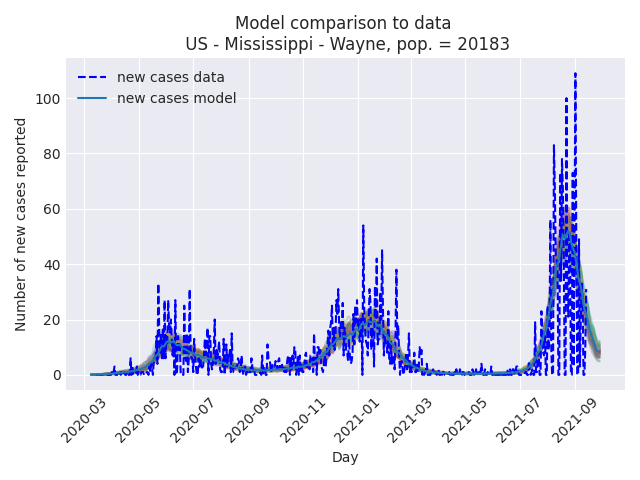 Model comparison to data
US - Mississippi - Wayne, pop. = 20183
new cases data
new cases model
Number of new cases reported
100
80
60
40
20
0
2020-03
2020-05
2020-07
2020-09
2020-11
2021-01
2021-03
2021-05
2021-07
2021-09
Day